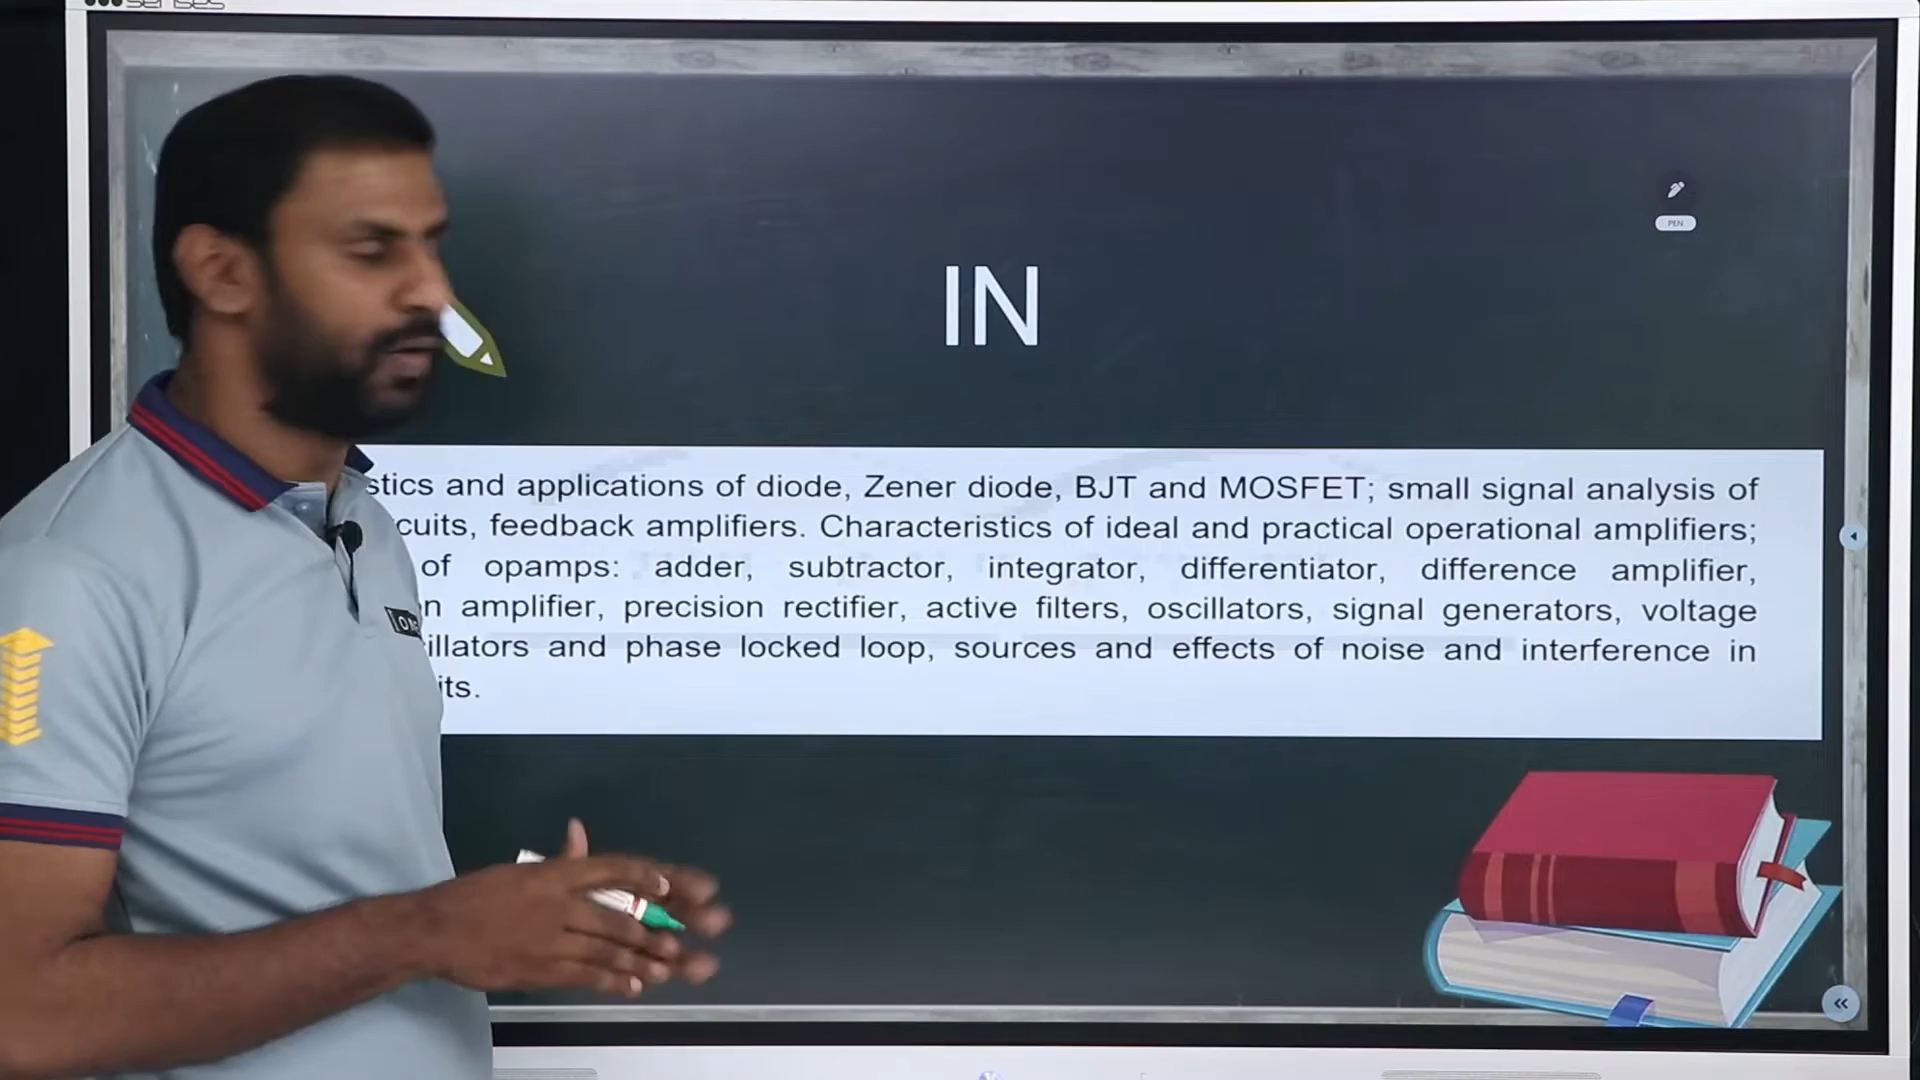 senses
PEN
IN
stics and applications of diode, Zener diode, BJT and MOSFET; small signal analysis of
cuits, feedback amplifiers. Characteristics of ideal and practical operational amplifiers;
of opamps: adder, subtractor, integrator, differentiator, difference amplifier,
n amplifier, precision rectifier, active filters, oscillators, signal generators, voltage
illators and phase locked loop, sources and effects of noise and interference in
its.